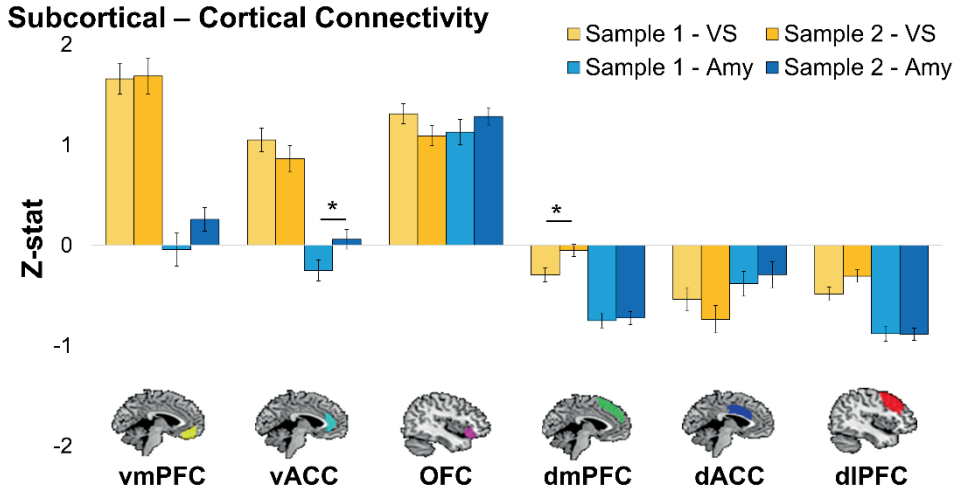 Subcortical – Cortical Connectivity
Sample 1 - VS
Sample 2 - VS
Sample 1 - Amy
Sample 2 - Amy
Z-stat
2
1
0
-1
-2
*
*
vmPFC
vACC
OFC
dmPFC
dACC
dlPFC